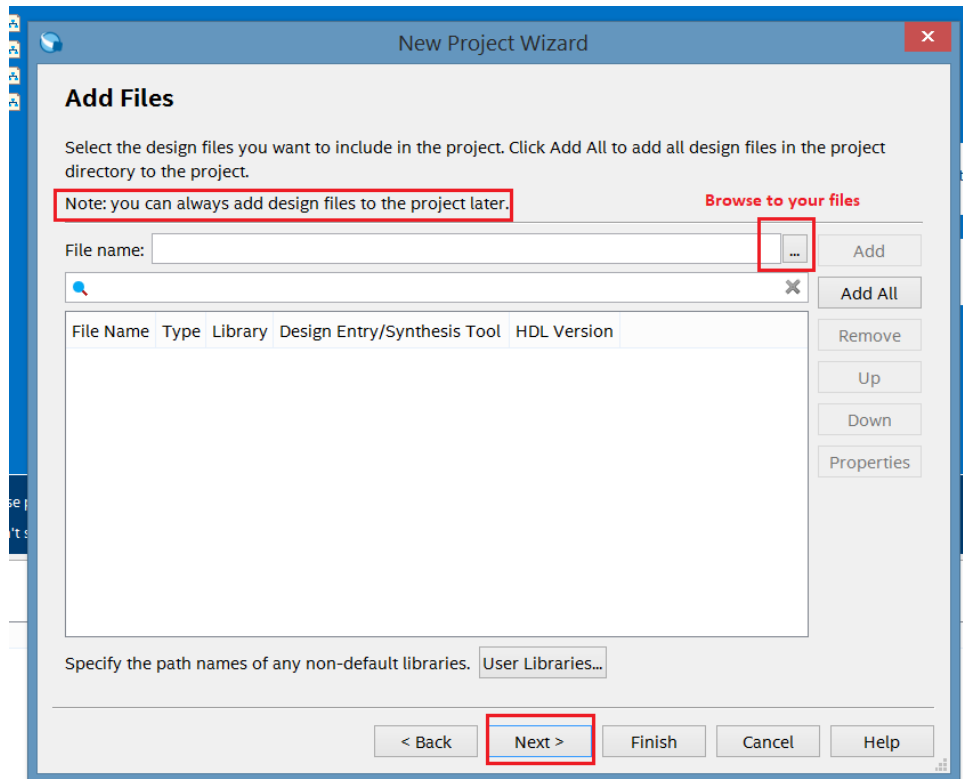 New Project Wizard
Add Files
Select the design files you want to include in the project. Click Add All to add all design files in the project
directory to the project.
Note: you can always add design files to the project later.
Browse to your files
File name:
...
Add
Add All
File Name Type Library Design Entry/Synthesis Tool HDL Version
Remove
Up
Down
Properties
Specify the path names of any non-default libraries. User Libraries...
< Back Next > Finish Cancel Help